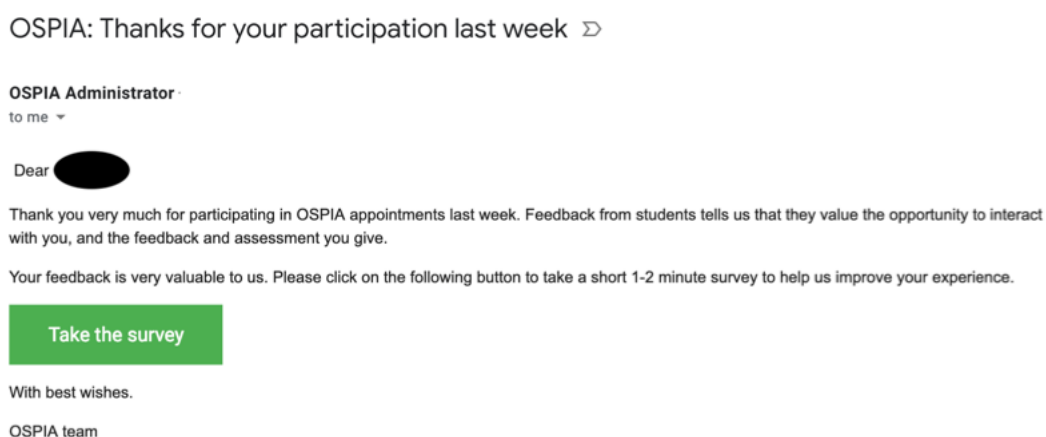 OSPIA: Thanks for your participation last week
OSPIA Administrator
to me
Dear
Thank you very much for participating in OSPIA appointments last week. Feedback from students tells us that they value the opportunity to interact
with you, and the feedback and assessment you give.
Your feedback is very valuable to us. Please click on the following button to take a short 1-2 minute survey to help us improve your experience.
Take the survey
With best wishes.
OSPIA team